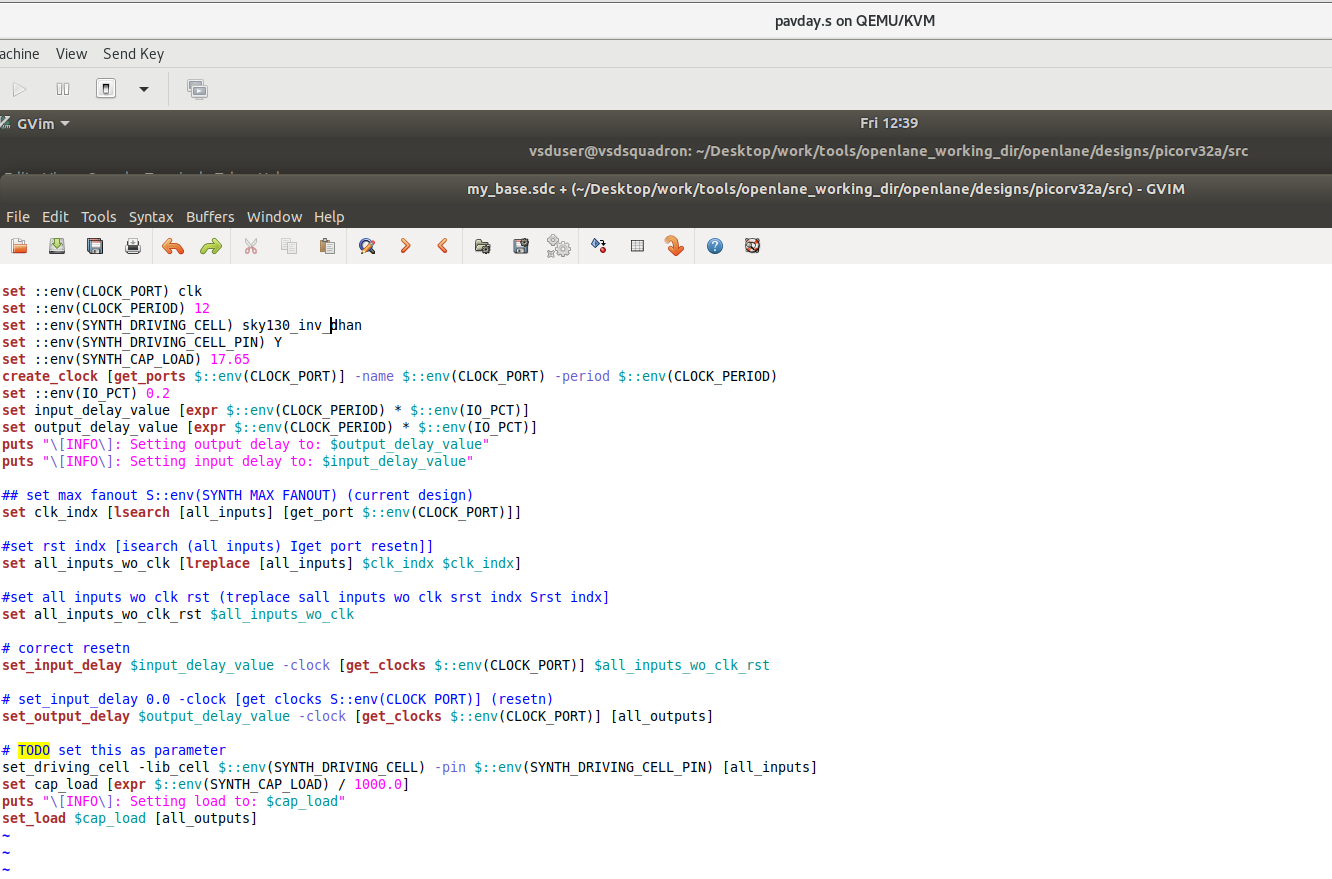 pavday.s on QEMU/KVM
achine View Send Key
GVim Fri 12:39
vsduser@vsdsquadron: ~/Desktop/work/tools/openlane_working_dir/openlane/designs/picorv32a/src
my_base.sdc + (~/Desktop/work/tools/openlane_working_dir/openlane/designs/picorv32a/src) - GVIM
File Edit Tools Syntax Buffers Window Help
set ::env(CLOCK_PORT) clk
set ::env(CLOCK_PERIOD) 12
set ::env(SYNTH_DRIVING_CELL) sky130_inv_dhan
set ::env(SYNTH_DRIVING_CELL_PIN) Y
set ::env(SYNTH_CAP_LOAD) 17.65
create_clock [get_ports $::env(CLOCK_PORT)] -name $::env(CLOCK_PORT) -period $::env(CLOCK_PERIOD)
set ::env(IO_PCT) 0.2
set input_delay_value [expr $::env(CLOCK_PERIOD) * $::env(IO_PCT)]
set output_delay_value [expr $::env(CLOCK_PERIOD) * $::env(IO_PCT)]
puts "\[INFO\]: Setting output delay to: $output_delay_value"
puts "\[INFO\]: Setting input delay to: $input_delay_value"
## set max fanout S::env(SYNTH MAX FANOUT) (current design)
set clk_indx [lsearch [all_inputs] [get_port $::env(CLOCK_PORT)]]
#set rst indx [isearch (all inputs) Iget port resetn]]
set all_inputs_wo_clk [lreplace [all_inputs] $clk_indx $clk_indx]
#set all inputs wo clk rst (treplace sall inputs wo clk srst indx Srst indx]
set all_inputs_wo_clk_rst $all_inputs_wo_clk
# correct resetn
set_input_delay $input_delay_value -clock [get_clocks $::env(CLOCK_PORT)] $all_inputs_wo_clk_rst
# set_input_delay 0.0 -clock [get clocks S::env(CLOCK PORT)] (resetn)
set_output_delay $output_delay_value -clock [get_clocks $::env(CLOCK_PORT)] [all_outputs]
# TODO set this as parameter
set_driving_cell -lib_cell $::env(SYNTH_DRIVING_CELL) -pin $::env(SYNTH_DRIVING_CELL_PIN) [all_inputs]
set cap_load [expr $::env(SYNTH_CAP_LOAD) / 1000.0]
puts "\[INFO\]: Setting load to: $cap_load"
set_load $cap_load [all_outputs]
~
~
~